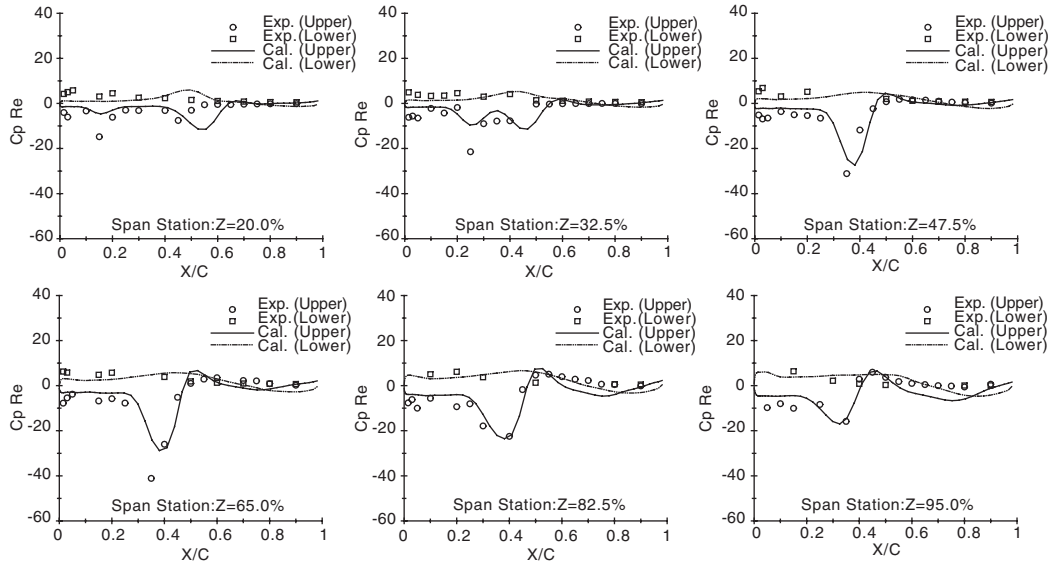 40
20
0
-20
-40
-60
Cp Re
Exp. (Upper)
Exp.(Lower)
Cal. (Upper)
Cal. (Lower)
Span Station:Z=20.0%
0 0.2 0.4 0.6 0.8 1
X/C
40
20
0
-20
-40
-60
Cp Re
Exp. (Upper)
Exp.(Lower)
Cal. (Upper)
Cal. (Lower)
Span Station:Z=32.5%
0 0.2 0.4 0.6 0.8 1
X/C
40
20
0
-20
-40
-60
Cp Re
Exp. (Upper)
Exp.(Lower)
Cal. (Upper)
Cal. (Lower)
Span Station:Z=47.5%
0 0.2 0.4 0.6 0.8 1
X/C
40
20
0
-20
-40
-60
Cp Re
Exp. (Upper)
Exp.(Lower)
Cal. (Upper)
Cal. (Lower)
Span Station:Z=65.0%
0 0.2 0.4 0.6 0.8 1
X/C
40
20
0
-20
-40
-60
Cp Re
Exp. (Upper)
Exp.(Lower)
Cal. (Upper)
Cal. (Lower)
Span Station:Z=82.5%
0 0.2 0.4 0.6 0.8 1
X/C
40
20
0
-20
-40
-60
Cp Re
Exp. (Upper)
Exp.(Lower)
Cal. (Upper)
Cal. (Lower)
Span Station:Z=95.0%
0 0.2 0.4 0.6 0.8 1
X/C